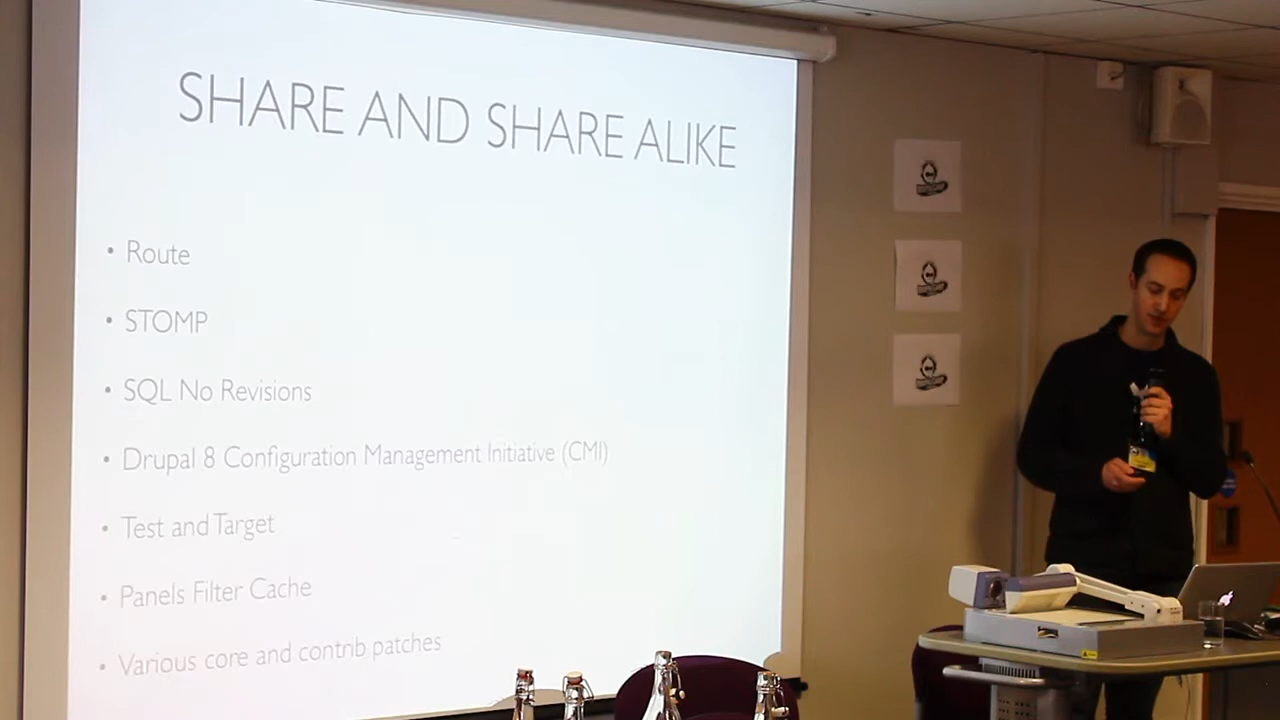 SHARE AND SHARE ALIKE
• Route
• STOMP
• SQL No Revisions
• Drupal 8 Configuration Management Initiative (CMI)
• Test and Target
• Panels Filter Cache
• Various core and contrib patches